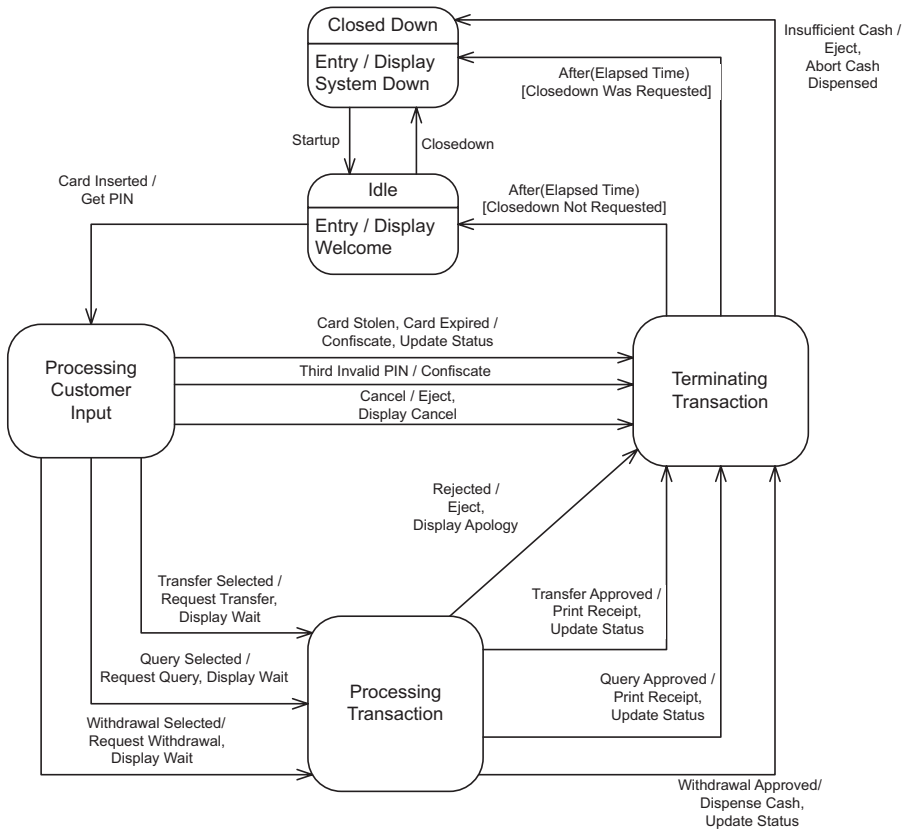 Closed Down
Entry / Display
System Down
Insufficient Cash /
Eject,
Abort Cash
Dispensed
After(Elapsed Time)
[Closedown Was Requested]
Startup
Closedown
Card Inserted /
Get PIN
Idle
Entry / Display
Welcome
After(Elapsed Time)
[Closedown Not Requested]
Processing
Customer
Input
Card Stolen, Card Expired /
Confiscate, Update Status
Third Invalid PIN / Confiscate
Cancel / Eject,
Display Cancel
Terminating
Transaction
Rejected /
Eject,
Display Apology
Transfer Selected /
Request Transfer,
Display Wait
Transfer Approved /
Print Receipt,
Update Status
Query Selected /
Request Query, Display Wait
Processing
Transaction
Query Approved /
Print Receipt,
Update Status
Withdrawal Selected/
Request Withdrawal,
Display Wait
Withdrawal Approved/
Dispense Cash,
Update Status